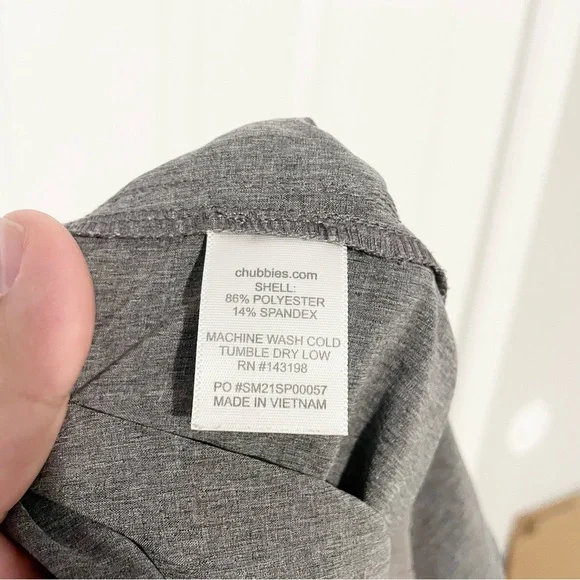 chubbies.com
SHELL:
86% POLYESTER
14% SPANDEX
MACHINE WASH COLD
TUMBLE DRY LOW
RN #143198
PO #SM21SP00057
MADE IN VIETNAM